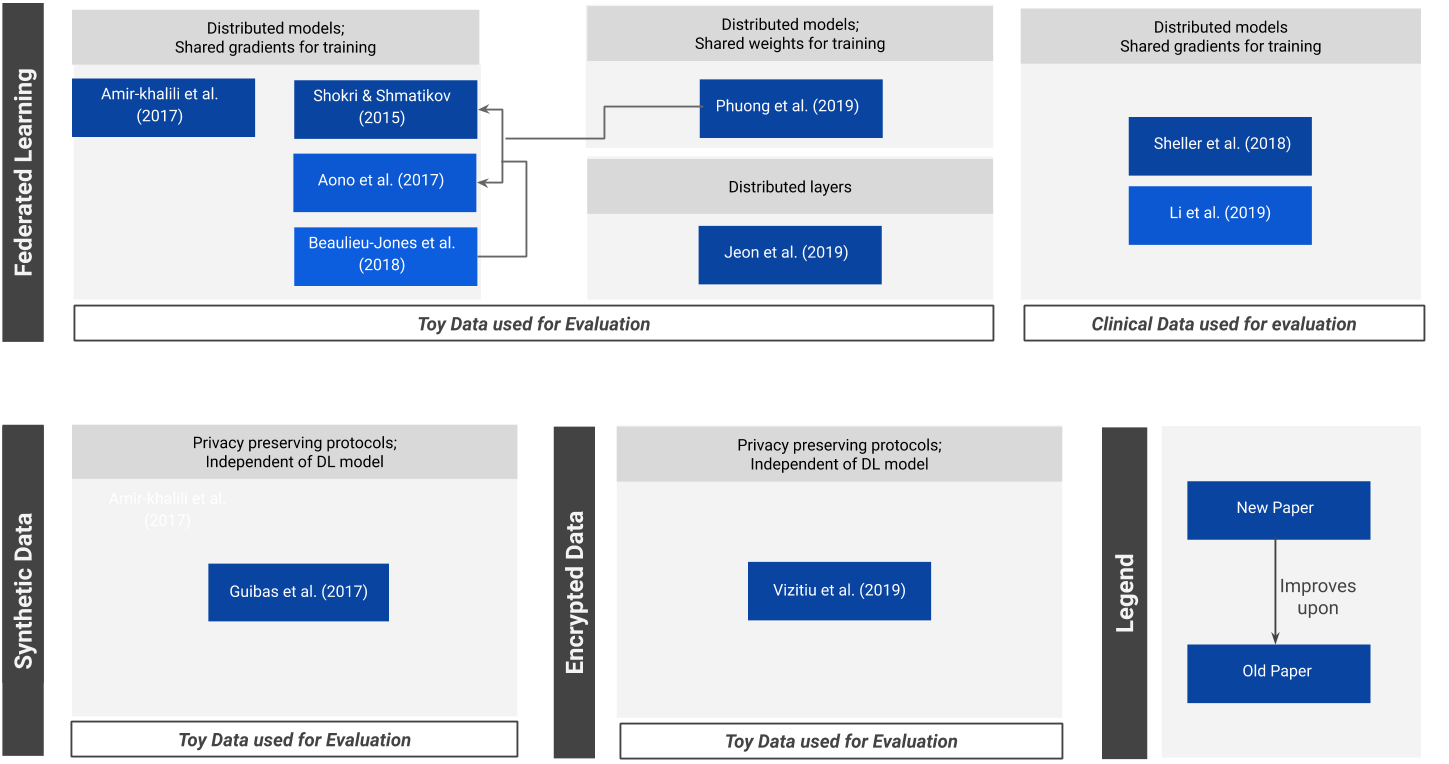 Federated Learning
Distributed models;
Shared gradients for training
Amir-khalili et al.
(2017)
Shokri & Shmatikov
(2015)
Aono et al. (2017)
Beaulieu-Jones et al.
(2018)
Distributed models;
Shared weights for training
Phuong et al. (2019)
Distributed layers
Jeon et al. (2019)
Toy Data used for Evaluation
Distributed models
Shared gradients for training
Sheller et al. (2018)
Li et al. (2019)
Clinical Data used for evaluation
Synthetic Data
Privacy preserving protocols;
Independent of DL model
Amir-khalili et al.
(2017)
Guibas et al. (2017)
Toy Data used for Evaluation
Encrypted Data
Privacy preserving protocols;
Independent of DL model
Vizitiu et al. (2019)
Toy Data used for Evaluation
Legend
New Paper
Improves
upon
Old Paper